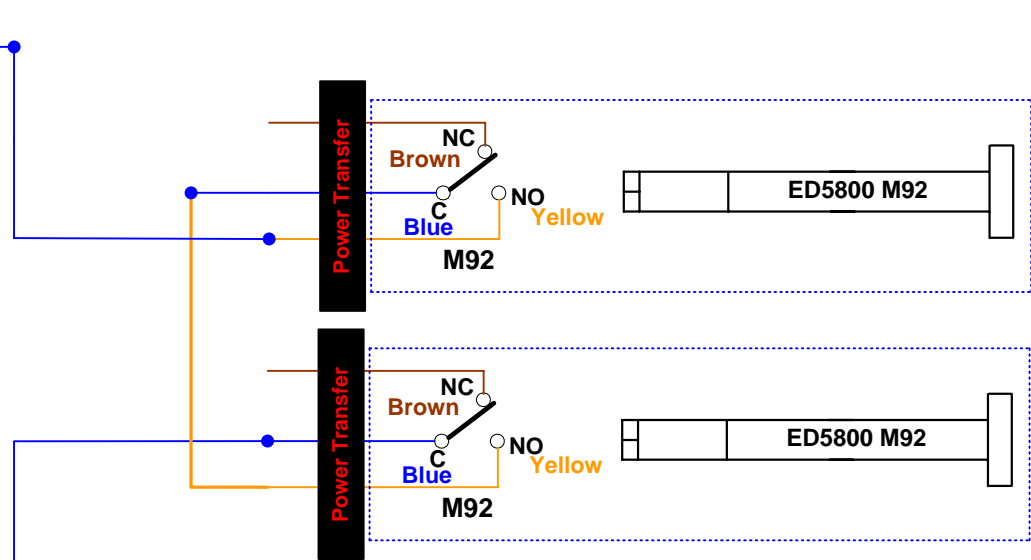 Power Transfer
NC
Brown
C
NO
Blue
Yellow
M92
ED5800 M92
Power Transfer
NC
Brown
C
NO
Blue
Yellow
M92
ED5800 M92